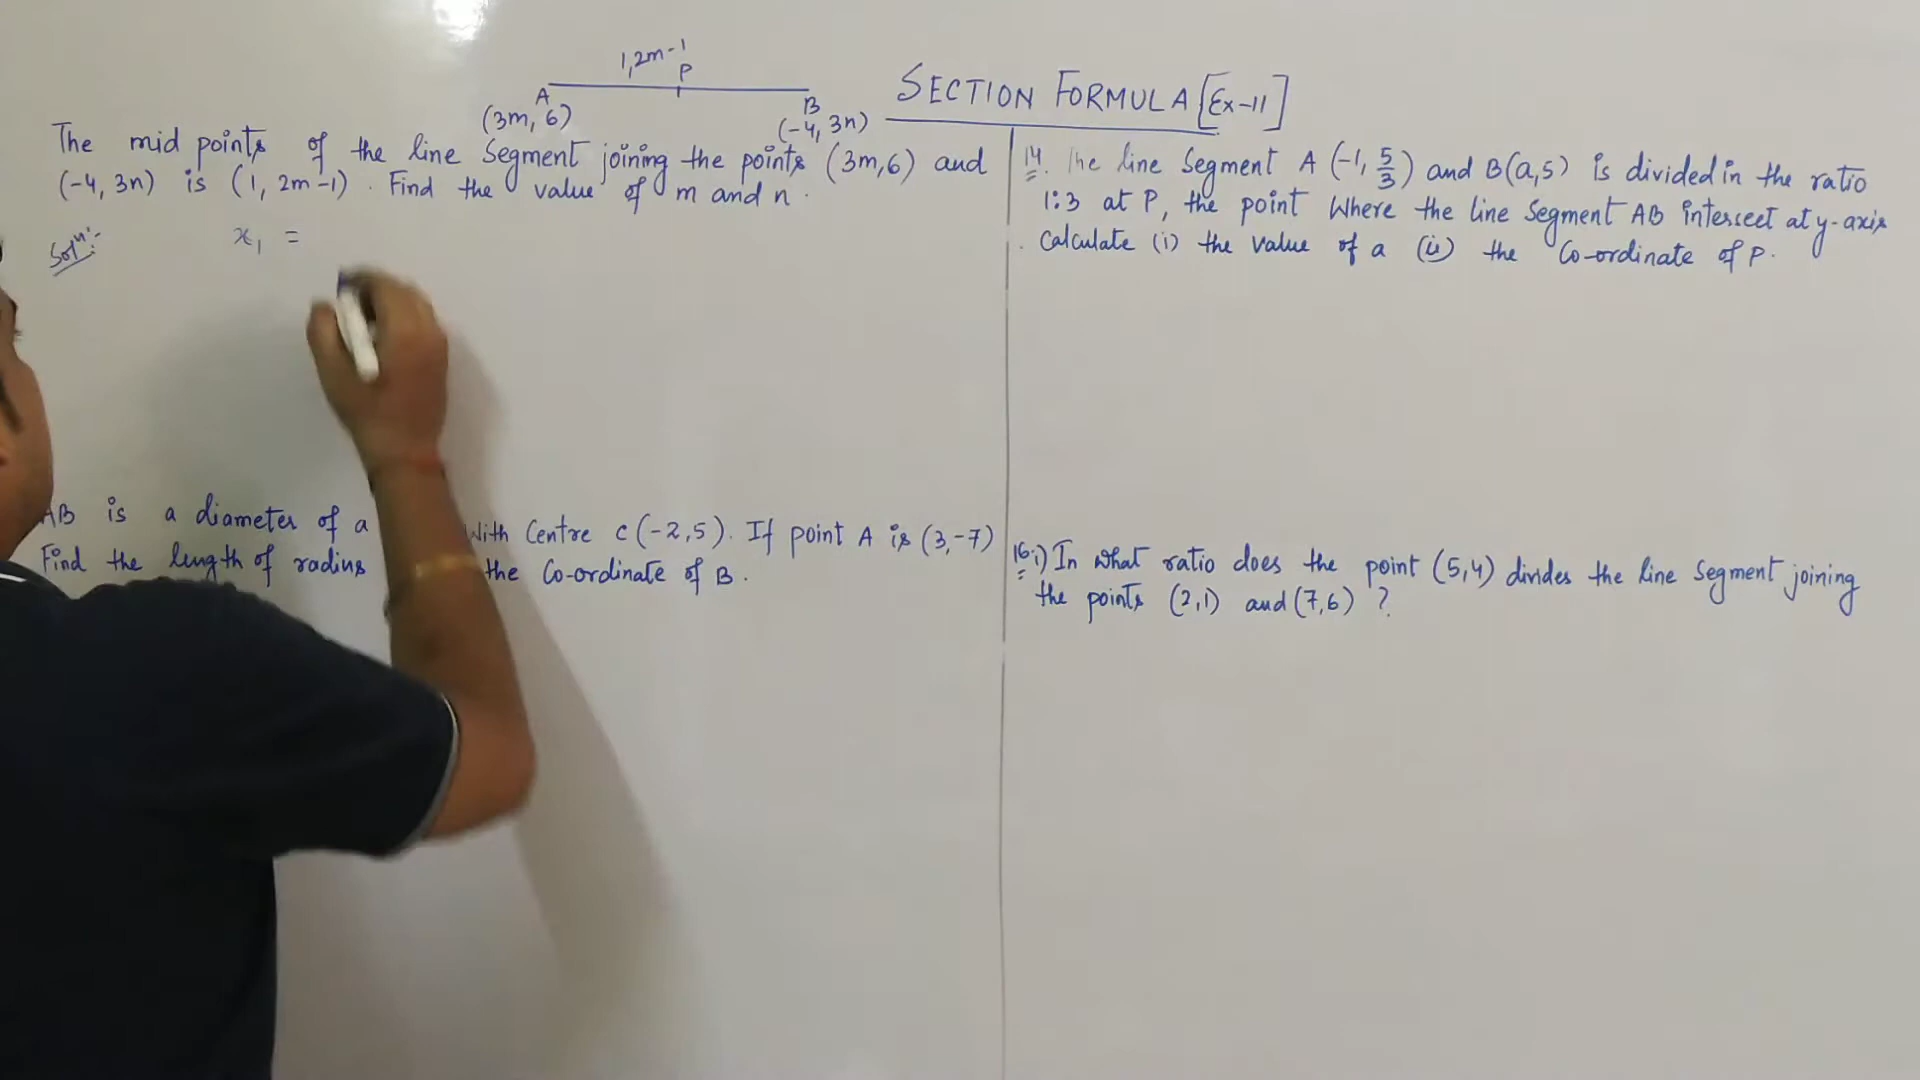 1, 2m-1
P
A
(3m, 6)
B
(-4, 3n)
SECTION FORMULA [Ex-11]
The mid points of the line Segment joining the points (3m,6) and
(-4, 3n) is (1, 2m-1). Find the value of m and n.
Solⁿ:-
x₁ =
AB is a diameter of a With Centre c(-2,5). If point A is (3,-7)
Find the length of radius the Co-ordinate of B.
14. The line Segment A (-1, 5/3) and B(a,5) is divided in the ratio
1:3 at P, the point Where the line Segment AB interscet at y-axis
. Calculate (i) the value of a (ii) the Co-ordinate of P.
16. i) In what ratio does the point (5,4) divides the line Segment joining
the points (2,1) and (7,6) ?